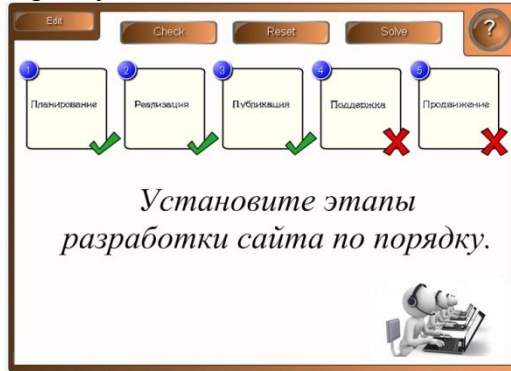 Edit
Check Reset Solve ?
1 2 3 4 5
Планирование Реализация Публикация Поддержка Продвижение
Установите этапы
разработки сайта по порядку.